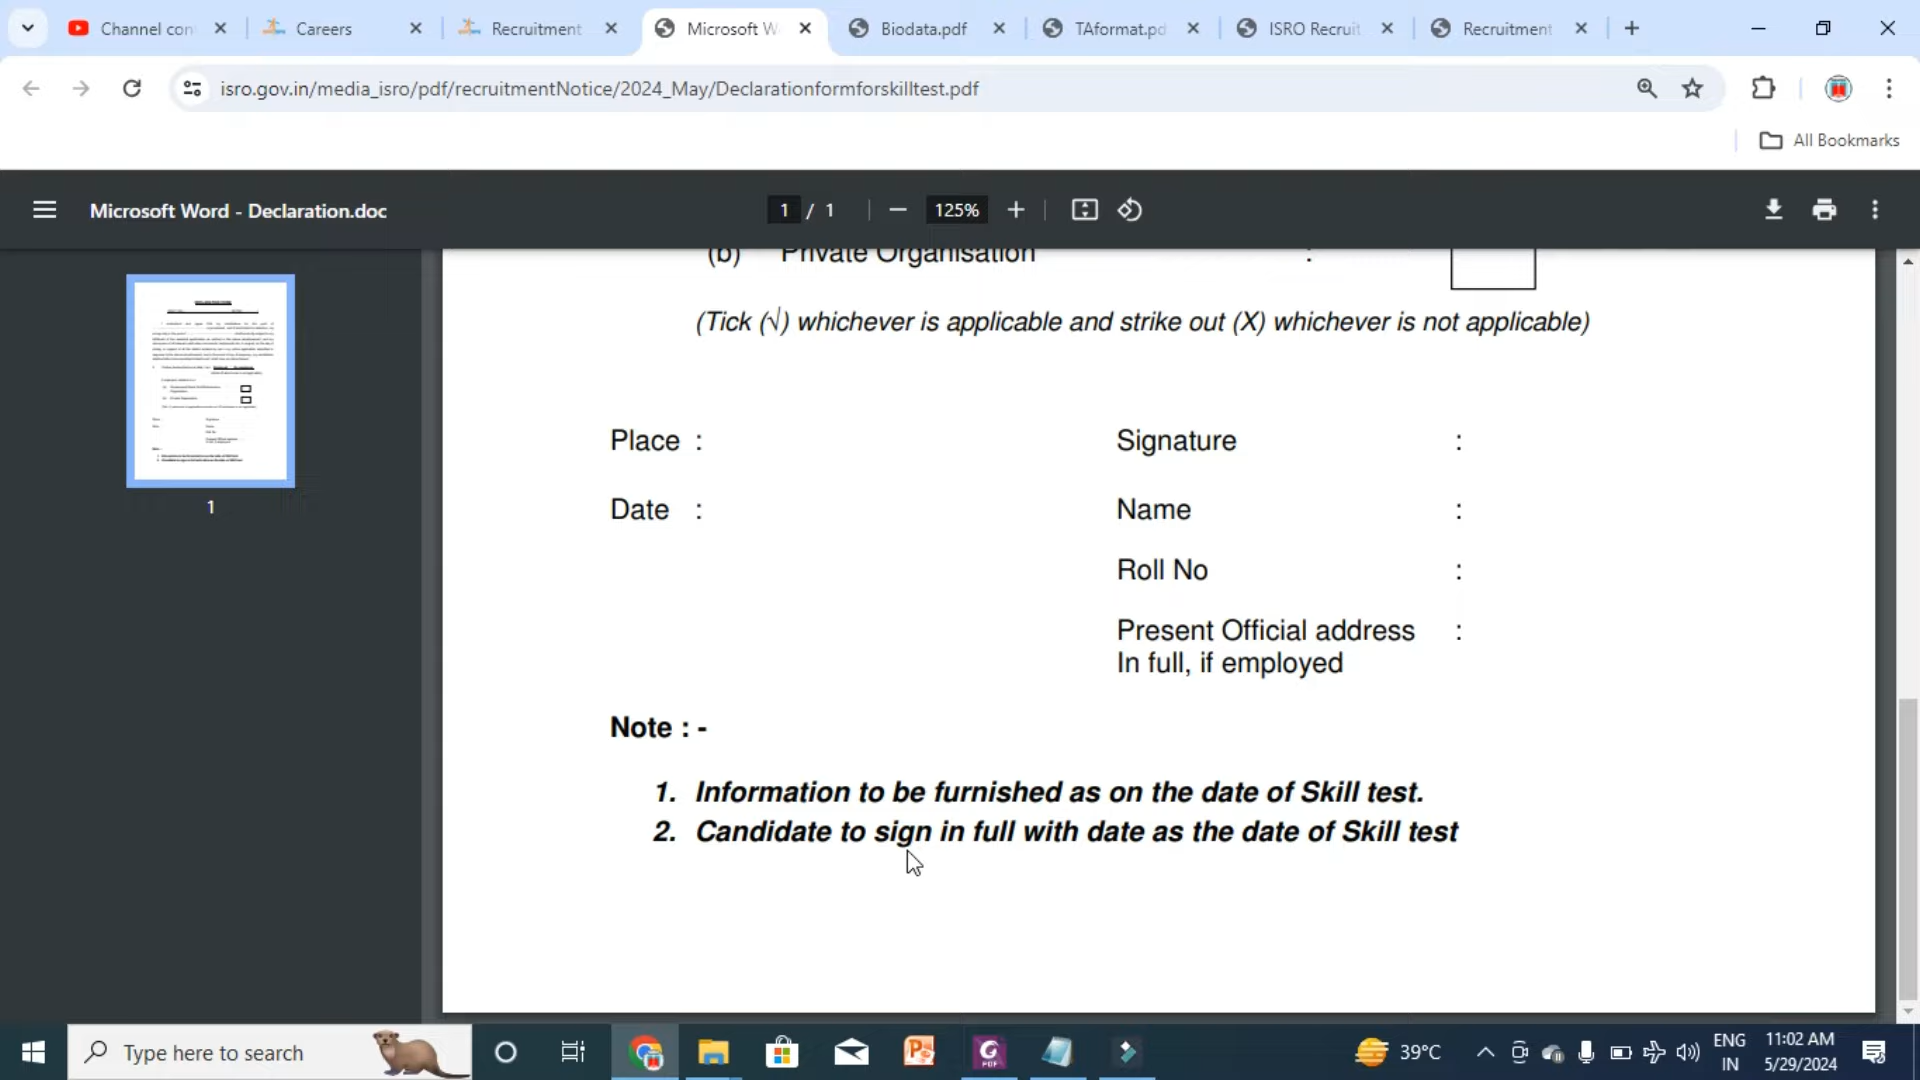 Channel con
Careers
Recruitment
Microsoft W
Biodata.pdf
TAformat.pd
ISRO Recruit
Recruitment
isro.gov.in/media_isro/pdf/recruitmentNotice/2024_May/Declarationformforskilltest.pdf
All Bookmarks
Microsoft Word - Declaration.doc
1 / 1
125%
1
(b) Private Organisation :
(Tick (√) whichever is applicable and strike out (X) whichever is not applicable)
Place : Signature :
Date : Name :
Roll No :
Present Official address :
In full, if employed
Note : -
1. Information to be furnished as on the date of Skill test.
2. Candidate to sign in full with date as the date of Skill test
Type here to search
39°C
ENG
IN
11:02 AM
5/29/2024